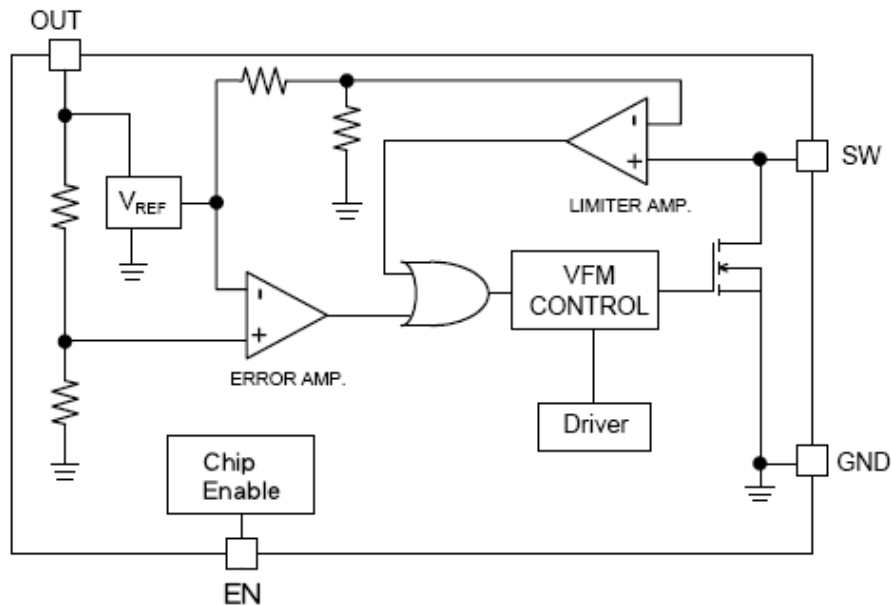 OUT
SW
LIMITER AMP.
VREF
VFM
CONTROL
ERROR AMP.
Driver
Chip
Enable
GND
EN